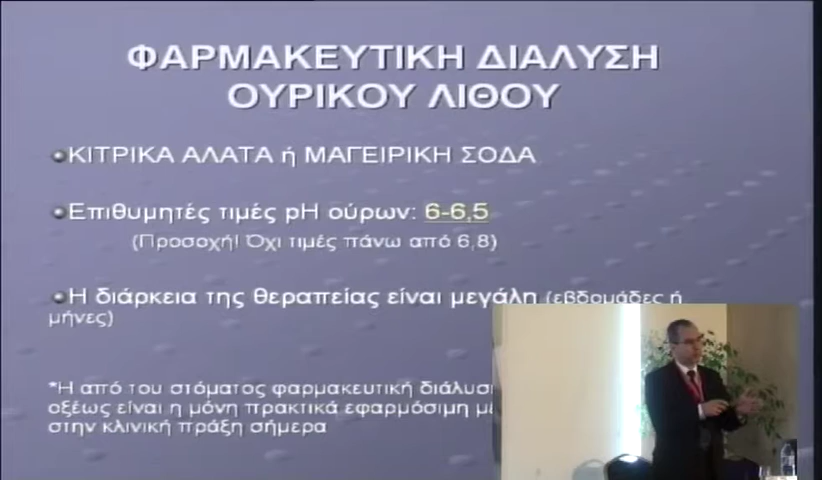 ΦΑΡΜΑΚΕΥΤΙΚΗ ΔΙΑΛΥΣΗ
ΟΥΡΙΚΟΥ ΛΙΘΟΥ
ΚΙΤΡΙΚΑ ΑΛΑΤΑ ή ΜΑΓΕΙΡΙΚΗ ΣΟΔΑ
Επιθυμητές τιμές pH ούρων: 6-6,5
(Προσοχή! Όχι τιμές πάνω από 6,8)
Η διάρκεια της θεραπείας είναι μεγάλη (εβδομάδες ή
μήνες)
*Η από του στόματος φαρμακευτική
οξέως είναι η μόνη πρακτικά εφαρμόσιμη
στην κλινική πράξη σήμερα